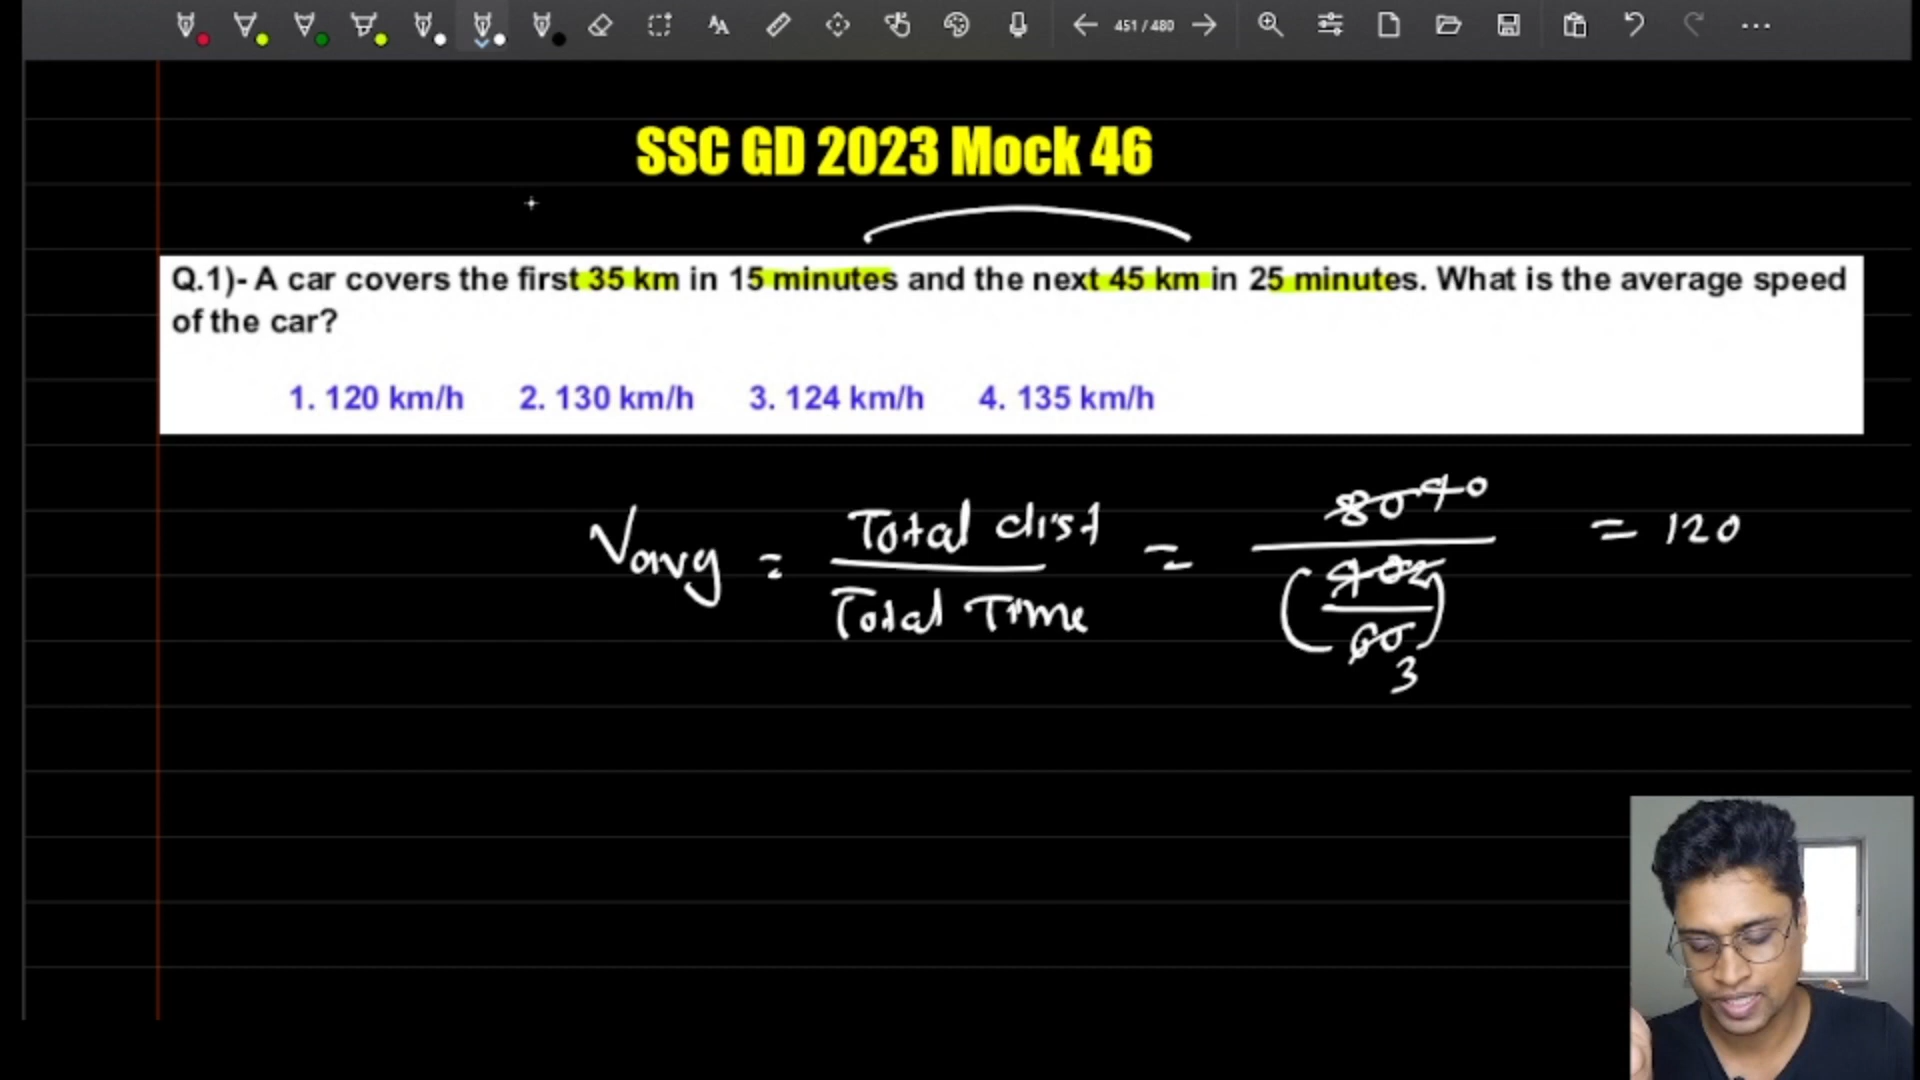 451 / 480
SSC GD 2023 Mock 46
Q.1)- A car covers the first 35 km in 15 minutes and the next 45 km in 25 minutes. What is the average speed
of the car?
1. 120 km/h 2. 130 km/h 3. 124 km/h 4. 135 km/h
Vavg = Total dist / Total Time = 80 40 / (40 2 / 60 3) = 120